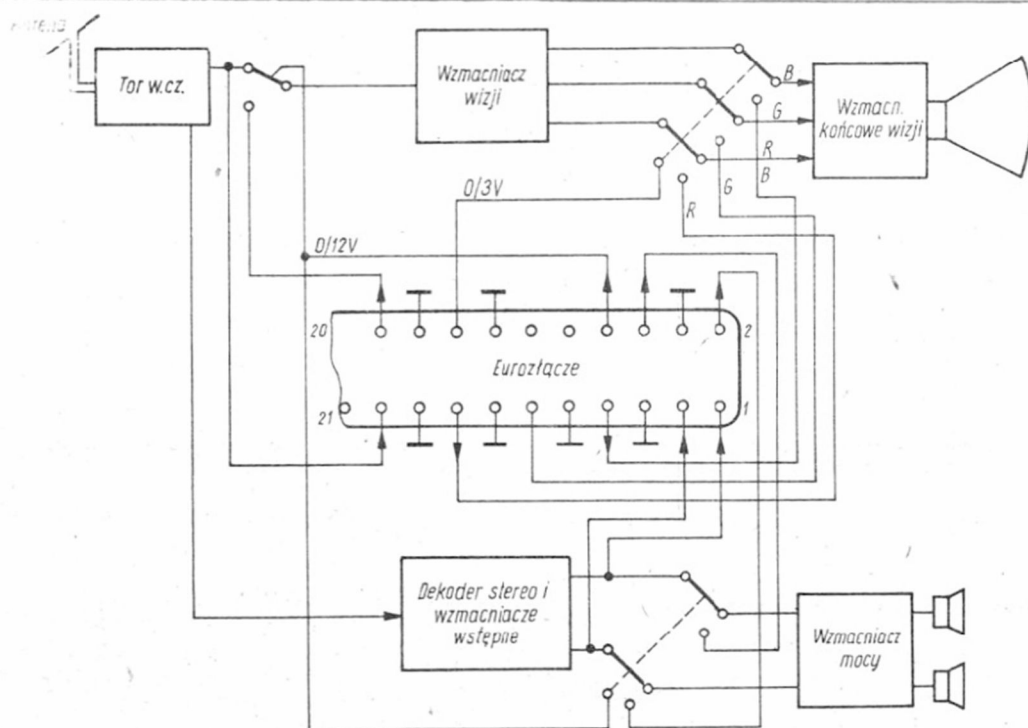 Antena
Tor w.cz.
Wzmacniacz
wizji
B
G
R
Wzmacn.
końcowe wizji
0/3V
R
G
B
0/12V
20
2
Eurozłącze
21
1
Dekoder stereo i
wzmacniacze
wstępne
Wzmacniacz
mocy